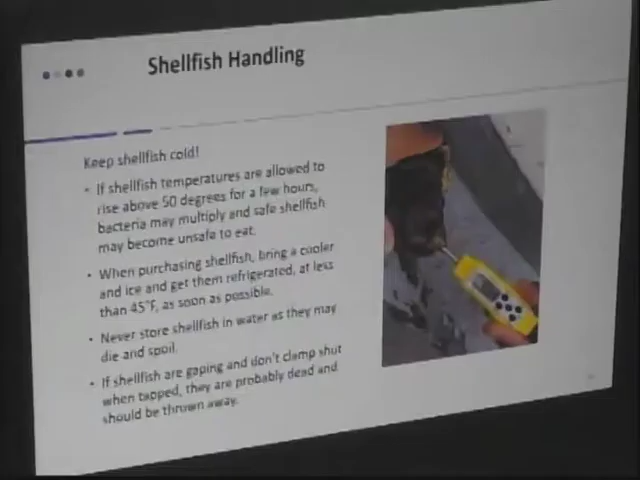 Shellfish Handling
Keep shellfish cold!
• If shellfish temperatures are allowed to
rise above 50 degrees for a few hours,
bacteria may multiply and safe shellfish
may become unsafe to eat.
• When purchasing shellfish, bring a cooler
and ice and get them refrigerated, at less
than 45°F, as soon as possible.
• Never store shellfish in water as they may
die and spoil.
• If shellfish are gaping and don't clamp shut
when tapped, they are probably dead and
should be thrown away.